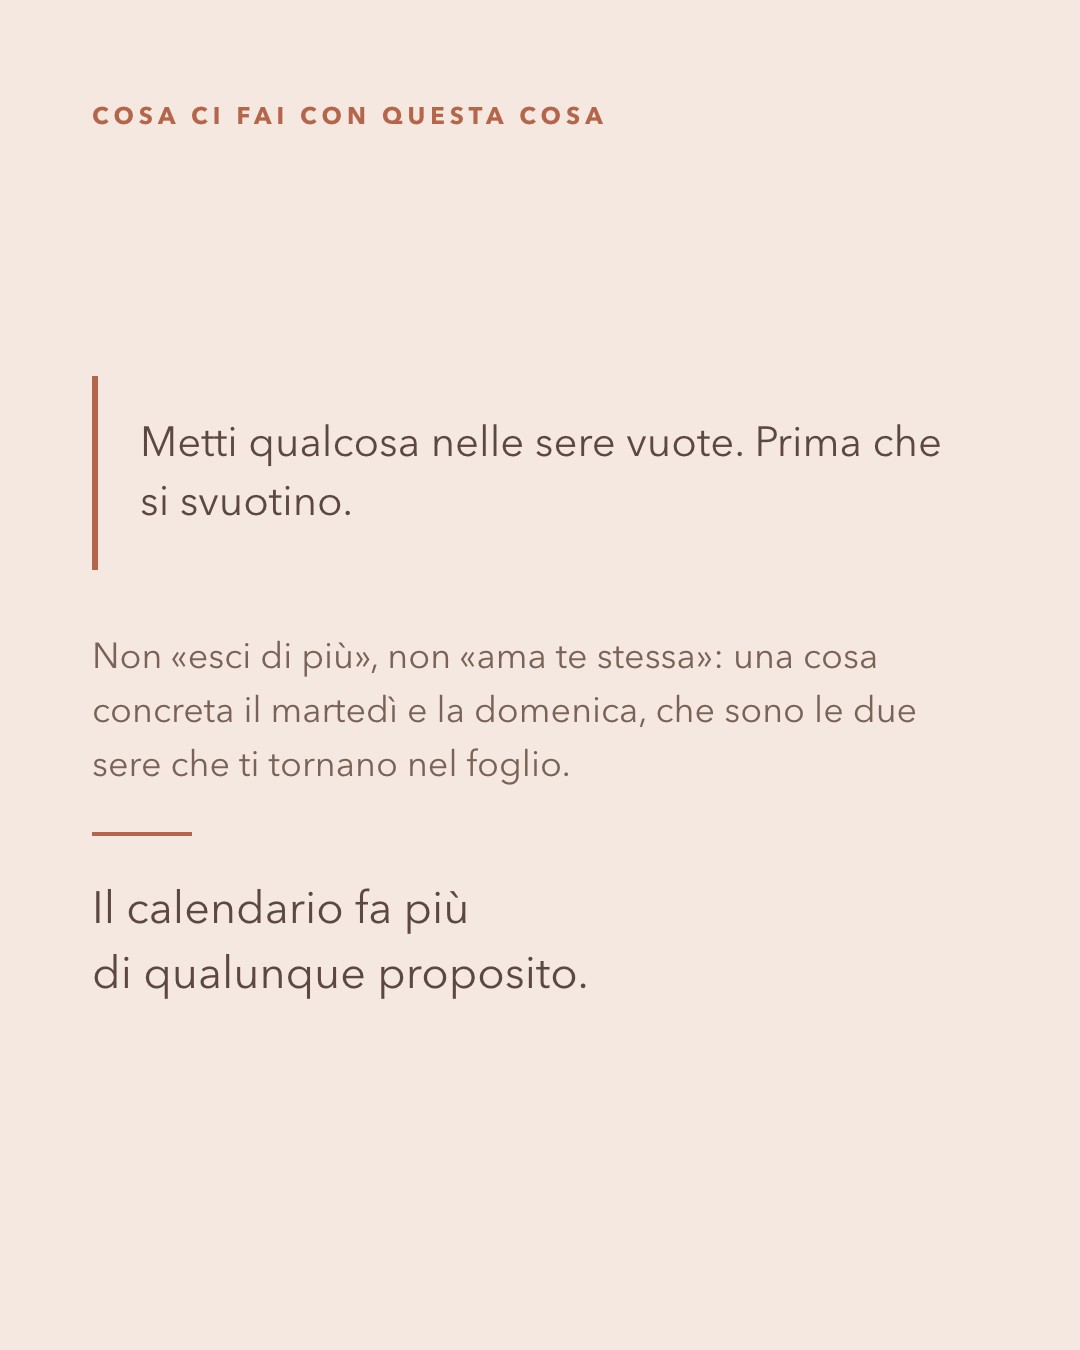 COSA CI FAI CON QUESTA COSA
Metti qualcosa nelle sere vuote. Prima che
si svuotino.
Non «esci di più», non «ama te stessa»: una cosa
concreta il martedì e la domenica, che sono le due
sere che ti tornano nel foglio.
Il calendario fa più
di qualunque proposito.